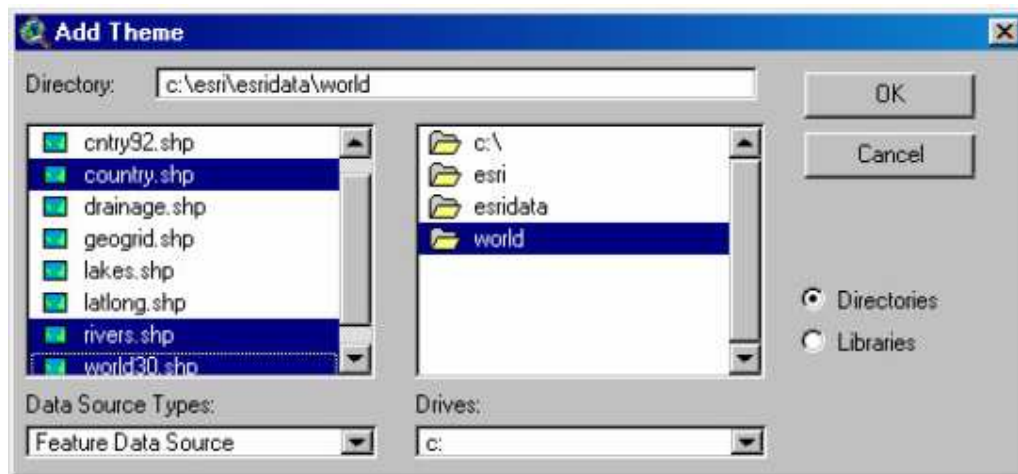 Add Theme
Directory: c:\esri\esridata\world
OK
Cancel
cntry92.shp
country.shp
drainage.shp
geogrid.shp
lakes.shp
latlong.shp
rivers.shp
world30.shp
c:\
esri
esridata
world
Directories
Libraries
Data Source Types:
Feature Data Source
Drives:
c: